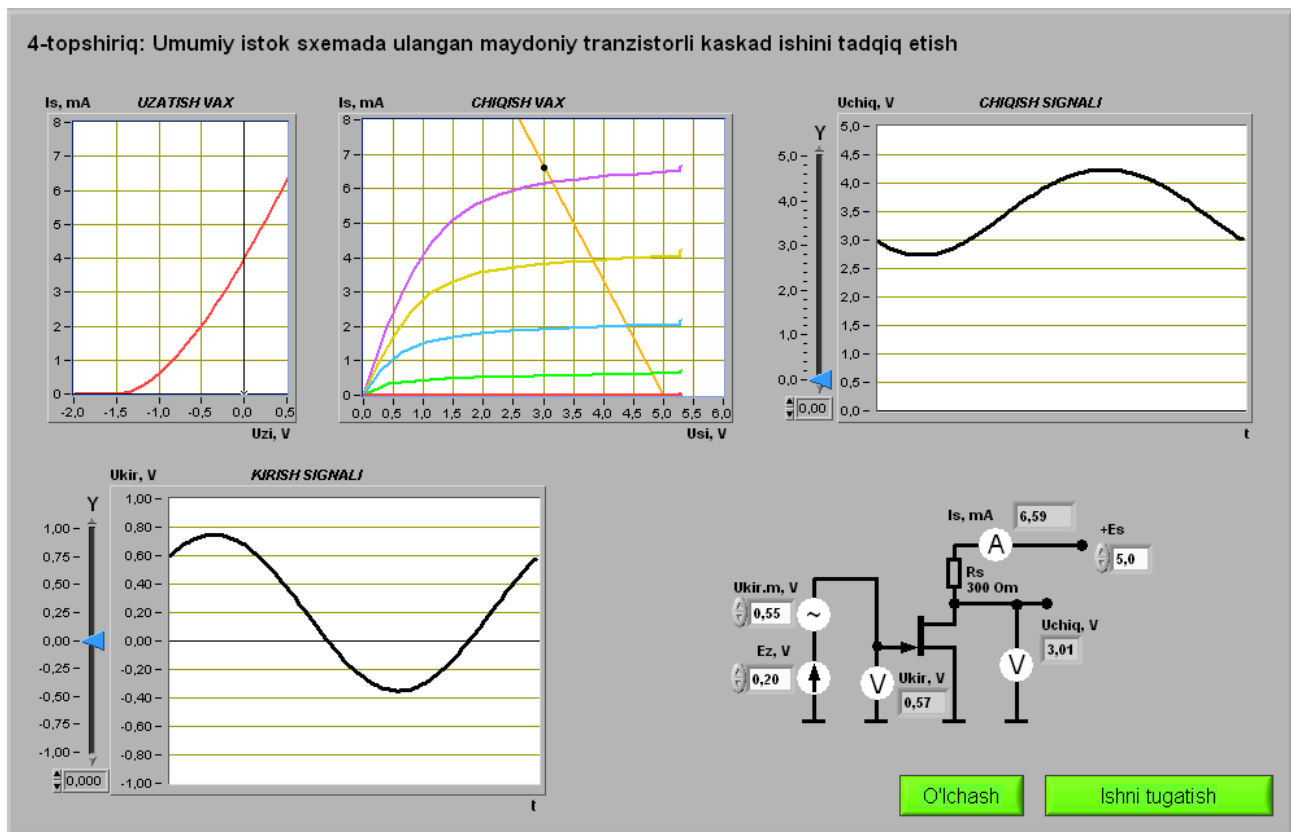 4-topshiriq: Umumiy istok sxemada ulangan maydoniy tranzistorli kaskad ishini tadqiq etish
Is, mA UZATISH VAX
8
7
6
5
4
3
2
1
0
-2,0 -1,5 -1,0 -0,5 0,0 0,5
Uzi, V
Is, mA CHIQISH VAX
8
7
6
5
4
3
2
1
0
0,0 0,5 1,0 1,5 2,0 2,5 3,0 3,5 4,0 4,5 5,0 5,5 6,0
Usi, V
Uchiq, V CHIQISH SIGNALI
Y
5,0
4,0
3,0
2,0
1,0
0,0
0,00
5,0
4,5
4,0
3,5
3,0
2,5
2,0
1,5
1,0
0,5
0,0
t
Ukir, V KIRISH SIGNALI
Y
1,00
0,75
0,50
0,25
0,00
-0,25
-0,50
-0,75
-1,00
0,000
1,00
0,80
0,60
0,40
0,20
0,00
-0,20
-0,40
-0,60
-0,80
-1,00
t
Is, mA 6,59
A
+Es
5,0
Rs
300 Om
Ukir.m, V
0,55
~
Ez, V
0,20
V
Ukir, V
0,57
V
Uchiq, V
3,01
O'lchash
Ishni tugatish